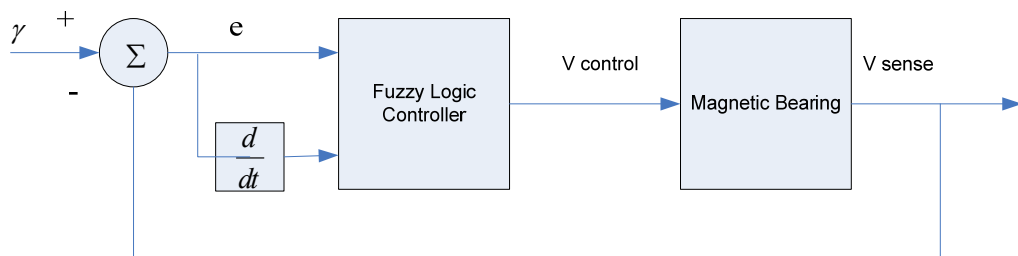 γ
+
-
Σ
e
d
dt
Fuzzy Logic
Controller
V control
Magnetic Bearing
V sense